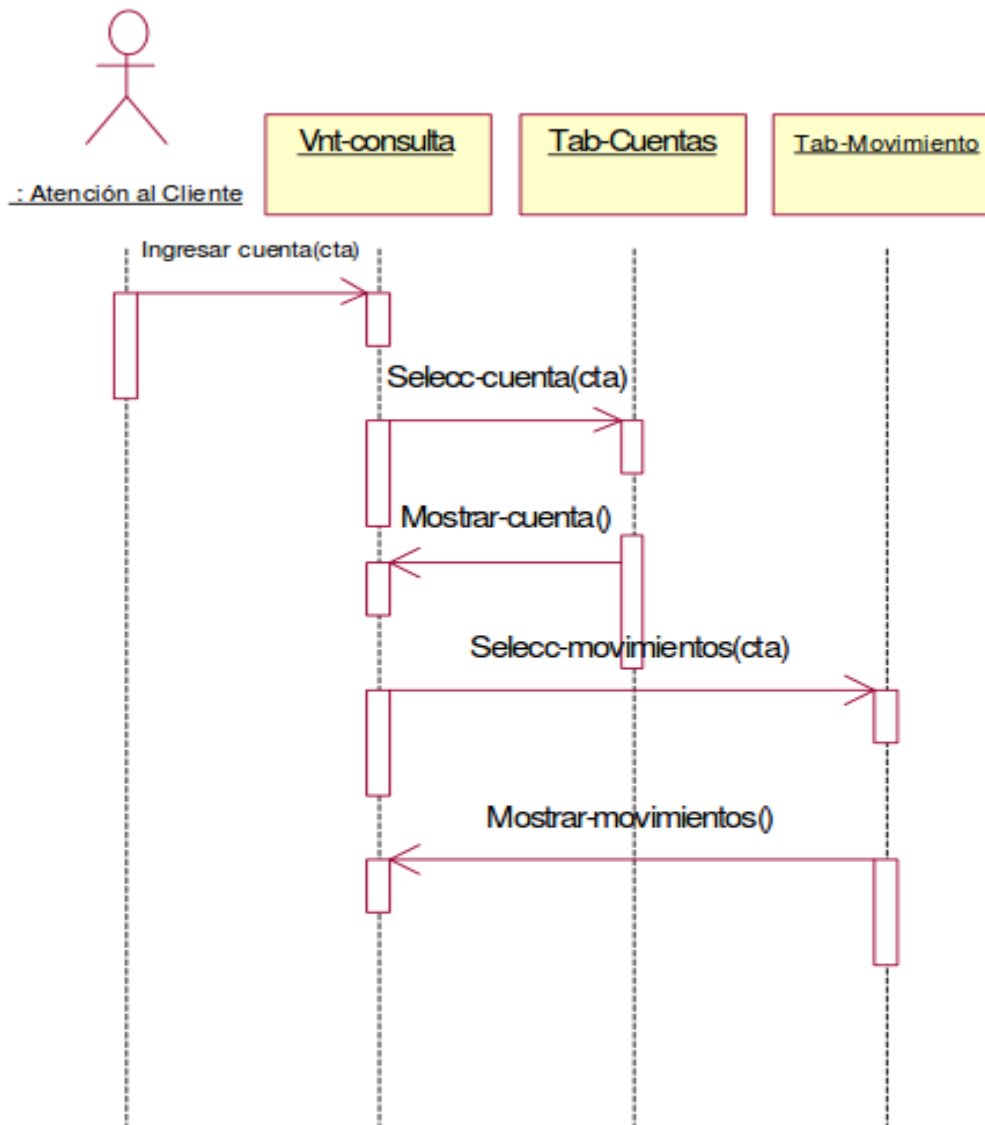 Vnt-consulta
Tab-Cuentas
Tab-Movimiento
: Atención al Cliente
Ingresar cuenta(cta)
Selecc-cuenta(cta)
Mostrar-cuenta()
Selecc-movimientos(cta)
Mostrar-movimientos()